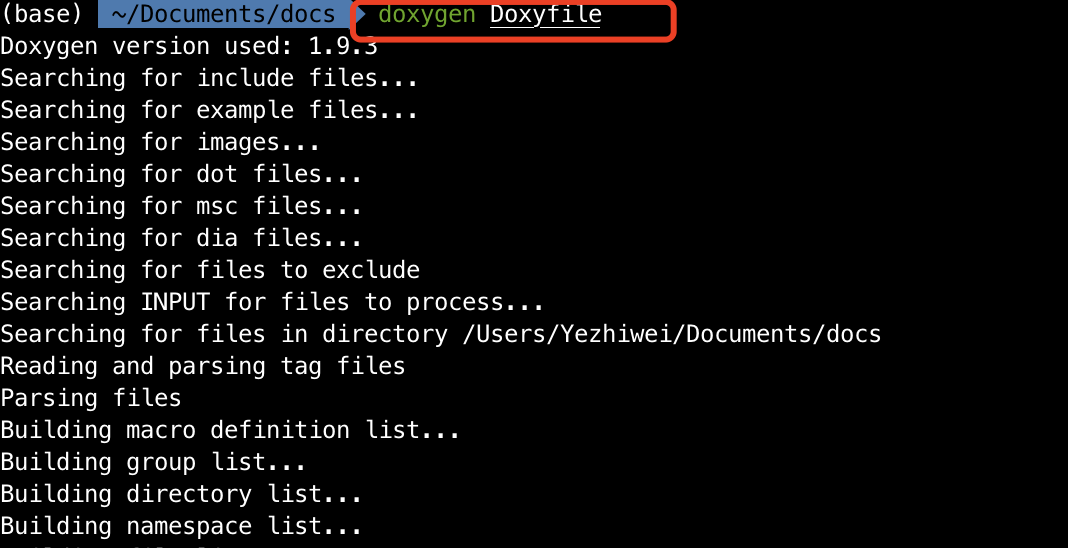 (base) ~/Documents/docs doxygen Doxyfile
Doxygen version used: 1.9.3
Searching for include files...
Searching for example files...
Searching for images...
Searching for dot files...
Searching for msc files...
Searching for dia files...
Searching for files to exclude
Searching INPUT for files to process...
Searching for files in directory /Users/Yezhiwei/Documents/docs
Reading and parsing tag files
Parsing files
Building macro definition list...
Building group list...
Building directory list...
Building namespace list...